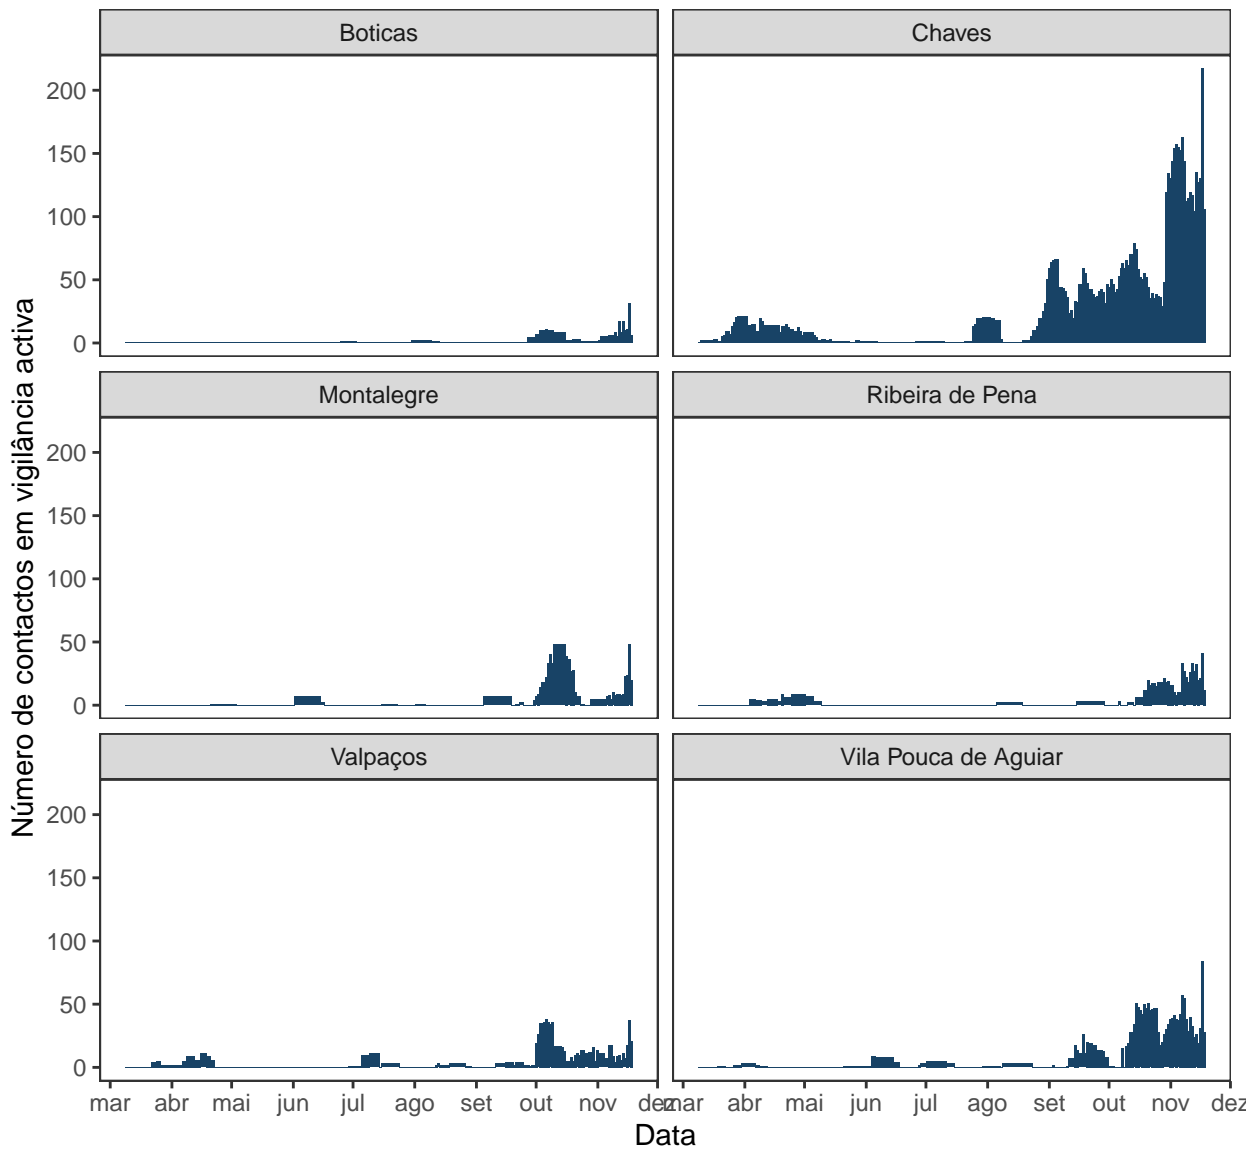 Boticas
Chaves
200
150
100
50
0
Montalegre
Ribeira de Pena
200
150
100
50
0
Valpaços
Vila Pouca de Aguiar
200
150
100
50
0
mar abr mai jun jul ago set out nov dez
mar abr mai jun jul ago set out nov dez
Data
Número de contactos em vigilância activa